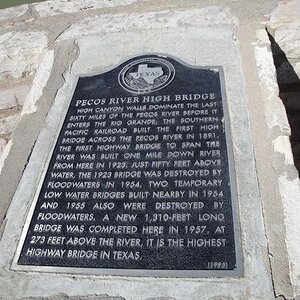 TEXAS
PECOS RIVER HIGH BRIDGE
HIGH CANYON WALLS DOMINATE THE LAST
SIXTY MILES OF THE PECOS RIVER BEFORE IT
ENTERS THE RIO GRANDE. THE SOUTHERN
PACIFIC RAILROAD BUILT THE FIRST HIGH
BRIDGE ACROSS THE PECOS RIVER IN 1891.
THE FIRST HIGHWAY BRIDGE TO SPAN THE
RIVER WAS BUILT ONE MILE DOWN RIVER
FROM HERE IN 1923. JUST FIFTY FEET ABOVE
WATER, THE 1923 BRIDGE WAS DESTROYED BY
FLOODWATERS IN 1954. TWO TEMPORARY
LOW WATER BRIDGES BUILT NEARBY IN 1954
AND 1955 ALSO WERE DESTROYED BY
FLOODWATERS. A NEW 1,310-FEET LONG
BRIDGE WAS COMPLETED HERE IN 1957. AT
273 FEET ABOVE THE RIVER, IT IS THE HIGHEST
HIGHWAY BRIDGE IN TEXAS.